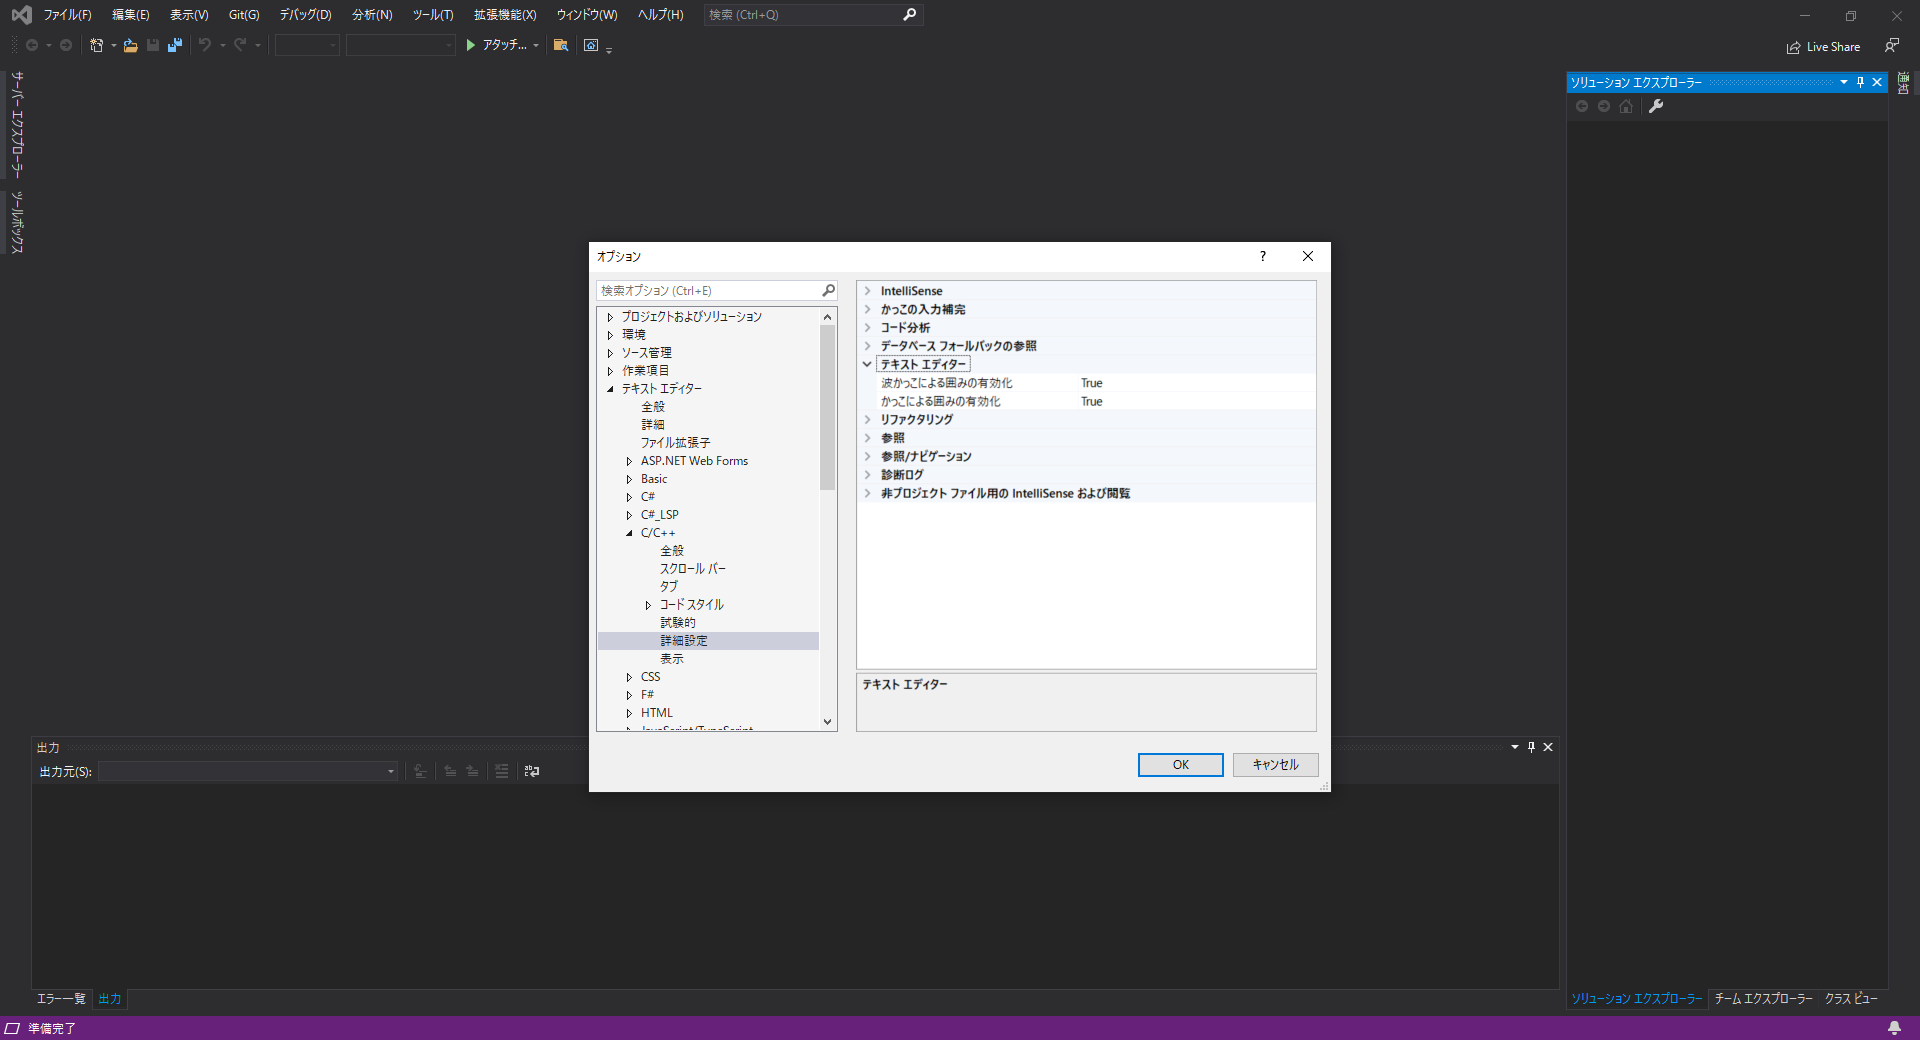 ファイル(F) 編集(E) 表示(V) Git(G) デバッグ(D) 分析(N) ツール(T) 拡張機能(X) ウィンドウ(W) ヘルプ(H) 検索 (Ctrl+Q)
アタッチ... Live Share
サーバー エクスプローラー
ツールボックス
ソリューション エクスプローラー
通知
オプション
検索オプション (Ctrl+E)
プロジェクトおよびソリューション
環境
ソース管理
作業項目
テキスト エディター
全般
詳細
ファイル拡張子
ASP.NET Web Forms
Basic
C#
C#_LSP
C/C++
全般
スクロール バー
タブ
コード スタイル
試験的
詳細設定
表示
CSS
F#
HTML
JavaScript/TypeScript
IntelliSense
かっこの入力補完
コード分析
データベース フォールバックの参照
テキスト エディター
波かっこによる囲みの有効化 True
かっこによる囲みの有効化 True
リファクタリング
参照
参照/ナビゲーション
診断ログ
非プロジェクト ファイル用の IntelliSense および閲覧
テキスト エディター
OK キャンセル
出力
出力元(S):
エラー一覧 出力
ソリューション エクスプローラー チーム エクスプローラー クラス ビュー
準備完了